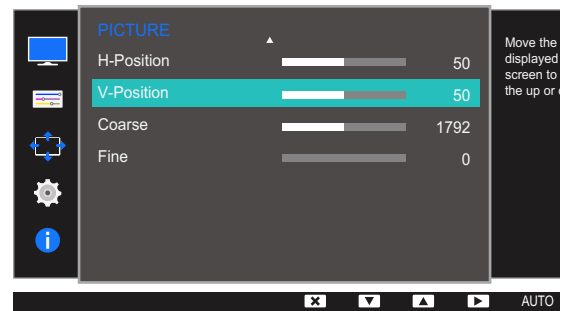 PICTURE
H-Position 50
V-Position 50
Coarse 1792
Fine 0
Move the
displayed
screen to
the up or
AUTO